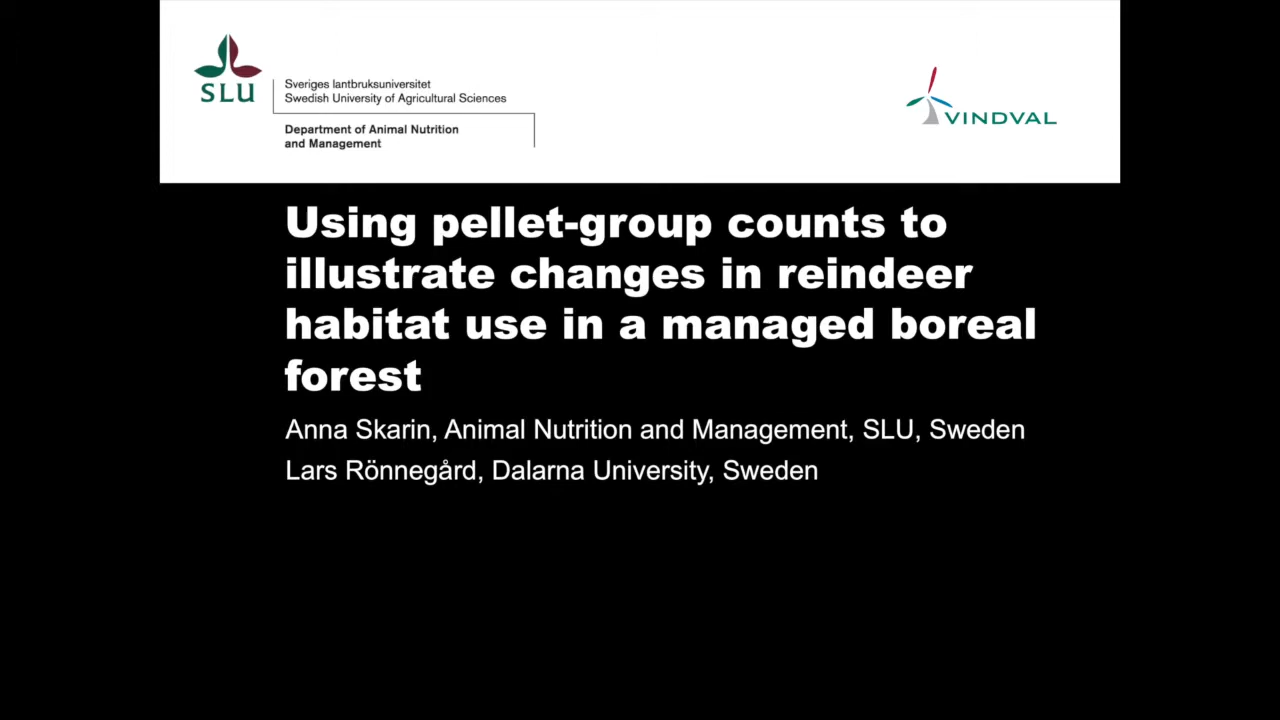 SLU
Sveriges lantbruksuniversitet
Swedish University of Agricultural Sciences
Department of Animal Nutrition
and Management
VINDVAL
Using pellet-group counts to
illustrate changes in reindeer
habitat use in a managed boreal
forest
Anna Skarin, Animal Nutrition and Management, SLU, Sweden
Lars Rönnegård, Dalarna University, Sweden